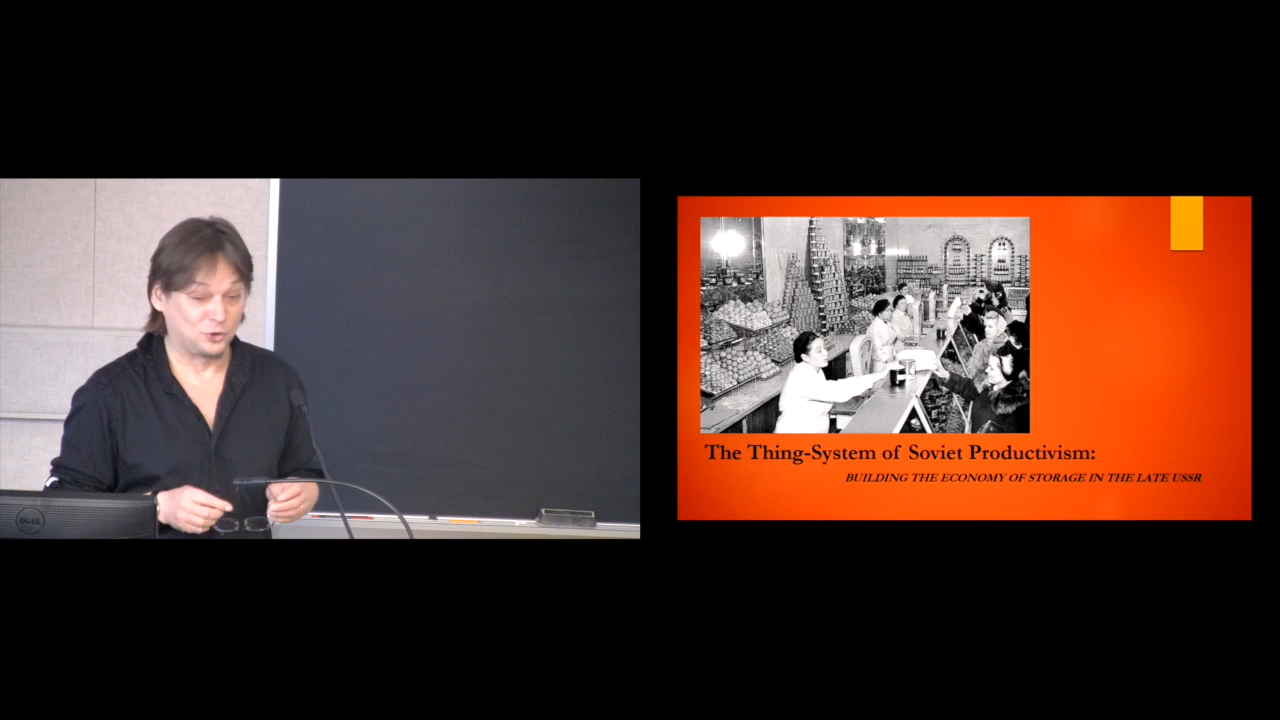 DELL
The Thing-System of Soviet Productivism:
BUILDING THE ECONOMY OF STORAGE IN THE LATE USSR